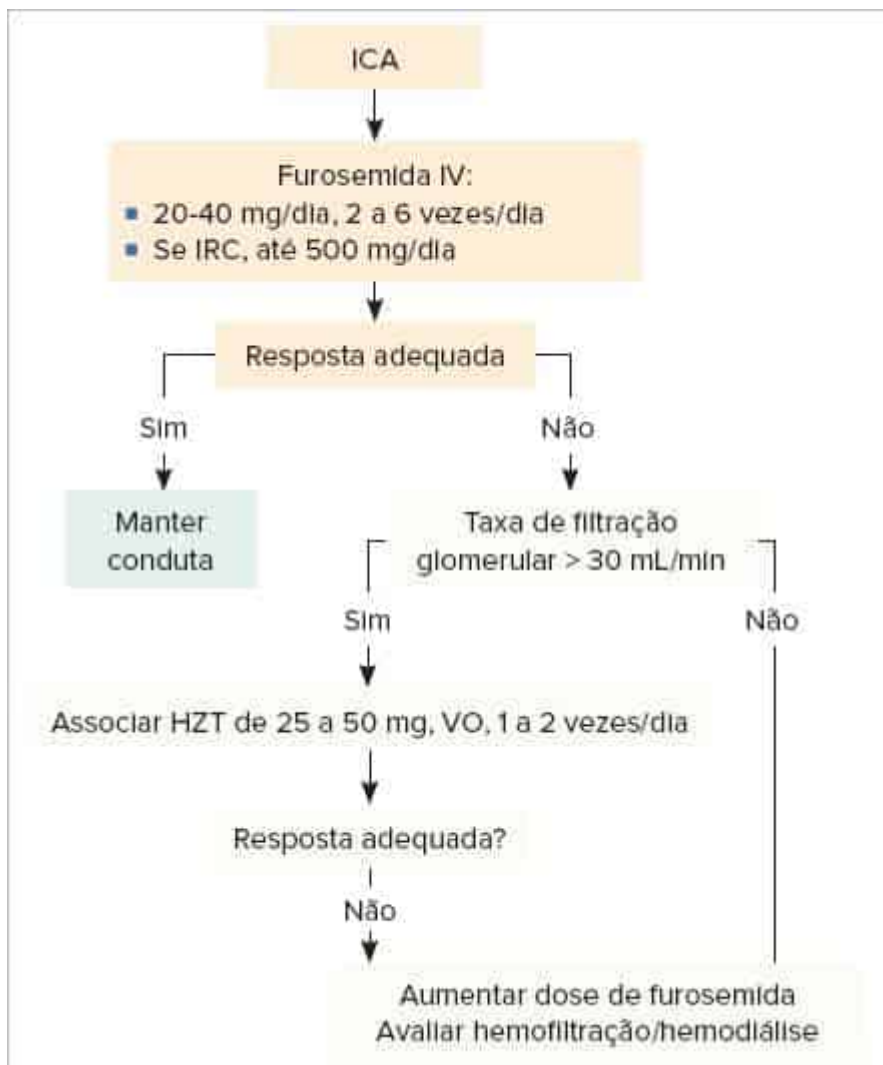 ICA
Furosemida IV:
▪ 20-40 mg/dia, 2 a 6 vezes/dia
▪ Se IRC, até 500 mg/dia
Resposta adequada
Sim
Não
Manter
conduta
Taxa de filtração
glomerular > 30 mL/min
Sim
Não
Associar HZT de 25 a 50 mg, VO, 1 a 2 vezes/dia
Resposta adequada?
Não
Aumentar dose de furosemida
Avaliar hemofiltração/hemodiálise